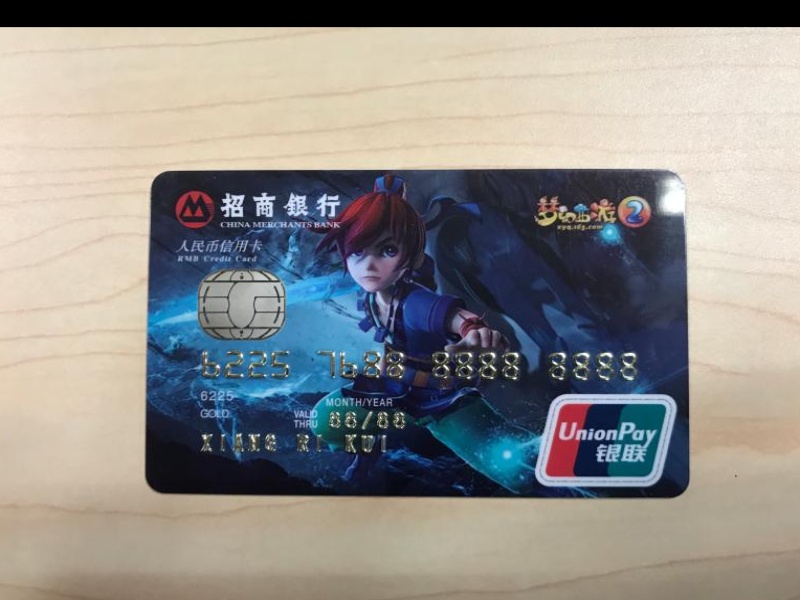 招商銀行
CHINA MERCHANTS BANK
人民币信用卡
RMB Credit Card
梦幻西游2
xyq.163.com
6225 7688 8888 8888
6225
MONTH/YEAR
GOLD
VALID THRU 88/88
XIANG RI KUI
UnionPay
银联